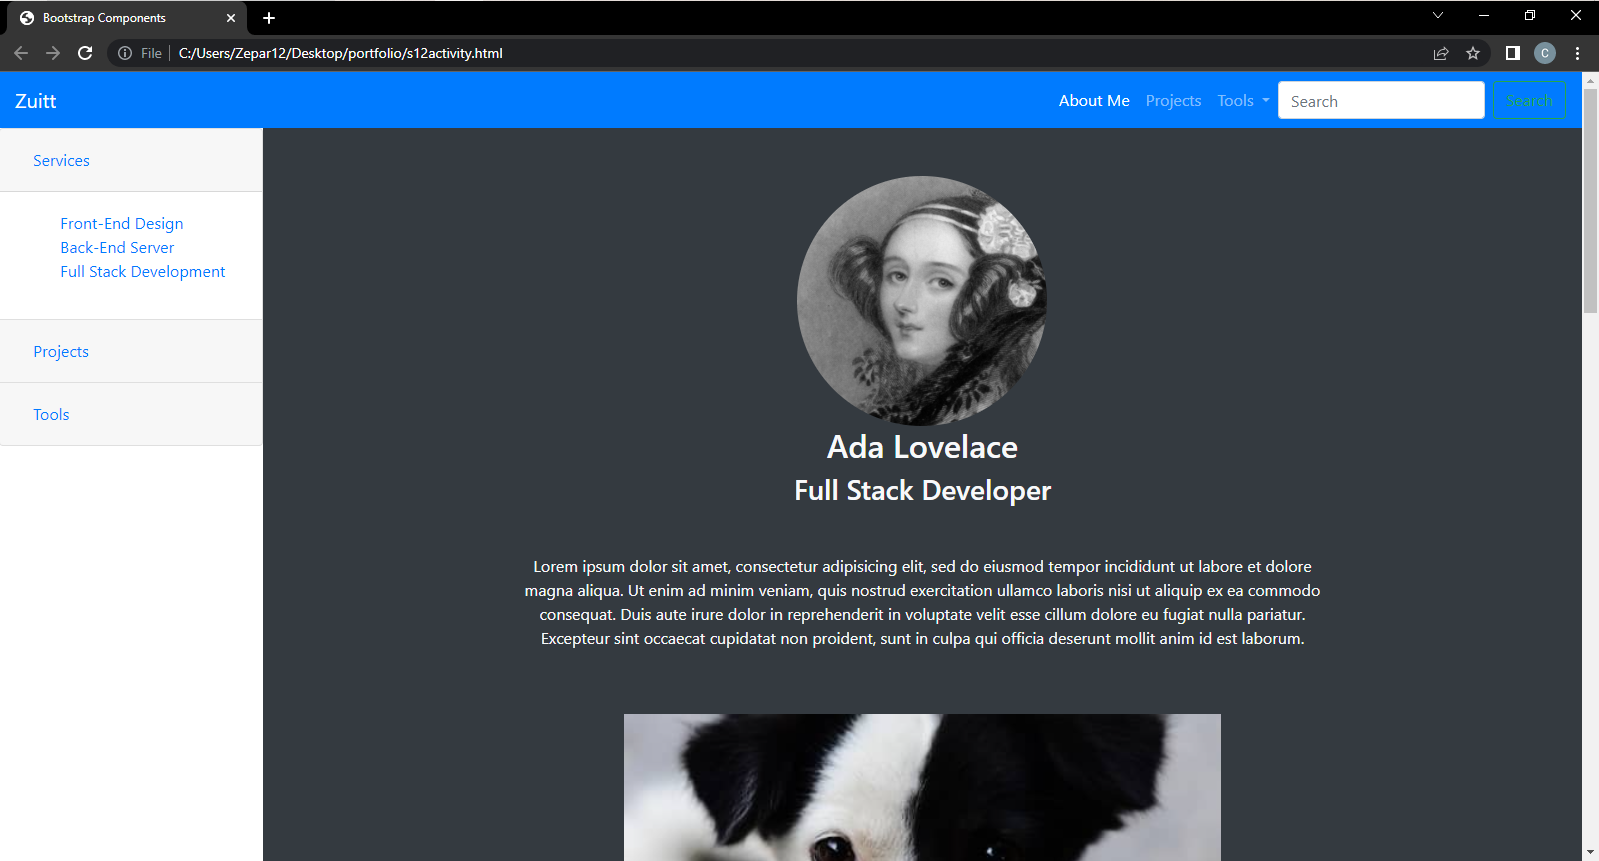 Bootstrap Components
File
C:/Users/Zepar12/Desktop/portfolio/s12activity.html
C
Zuitt
About Me
Projects
Tools
Search
Search
Services
Front-End Design
Back-End Server
Full Stack Development
Projects
Tools
Ada Lovelace
Full Stack Developer
Lorem ipsum dolor sit amet, consectetur adipisicing elit, sed do eiusmod tempor incididunt ut labore et dolore
magna aliqua. Ut enim ad minim veniam, quis nostrud exercitation ullamco laboris nisi ut aliquip ex ea commodo
consequat. Duis aute irure dolor in reprehenderit in voluptate velit esse cillum dolore eu fugiat nulla pariatur.
Excepteur sint occaecat cupidatat non proident, sunt in culpa qui officia deserunt mollit anim id est laborum.